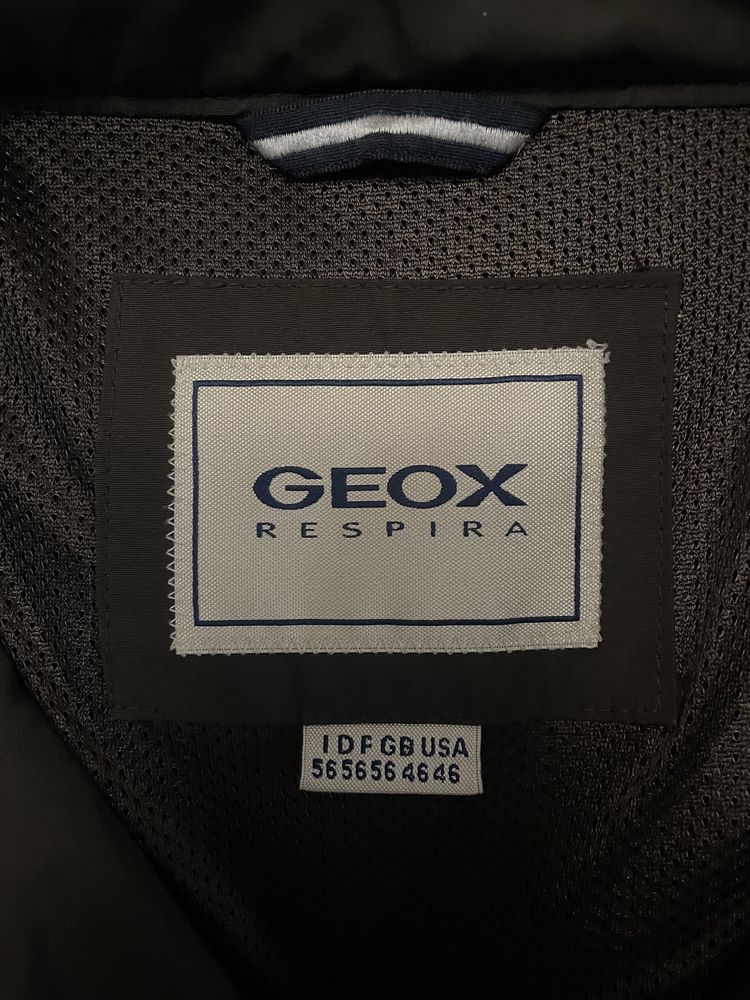 GEOX
RESPIRA
I D F GB USA
56 56 56 46 46